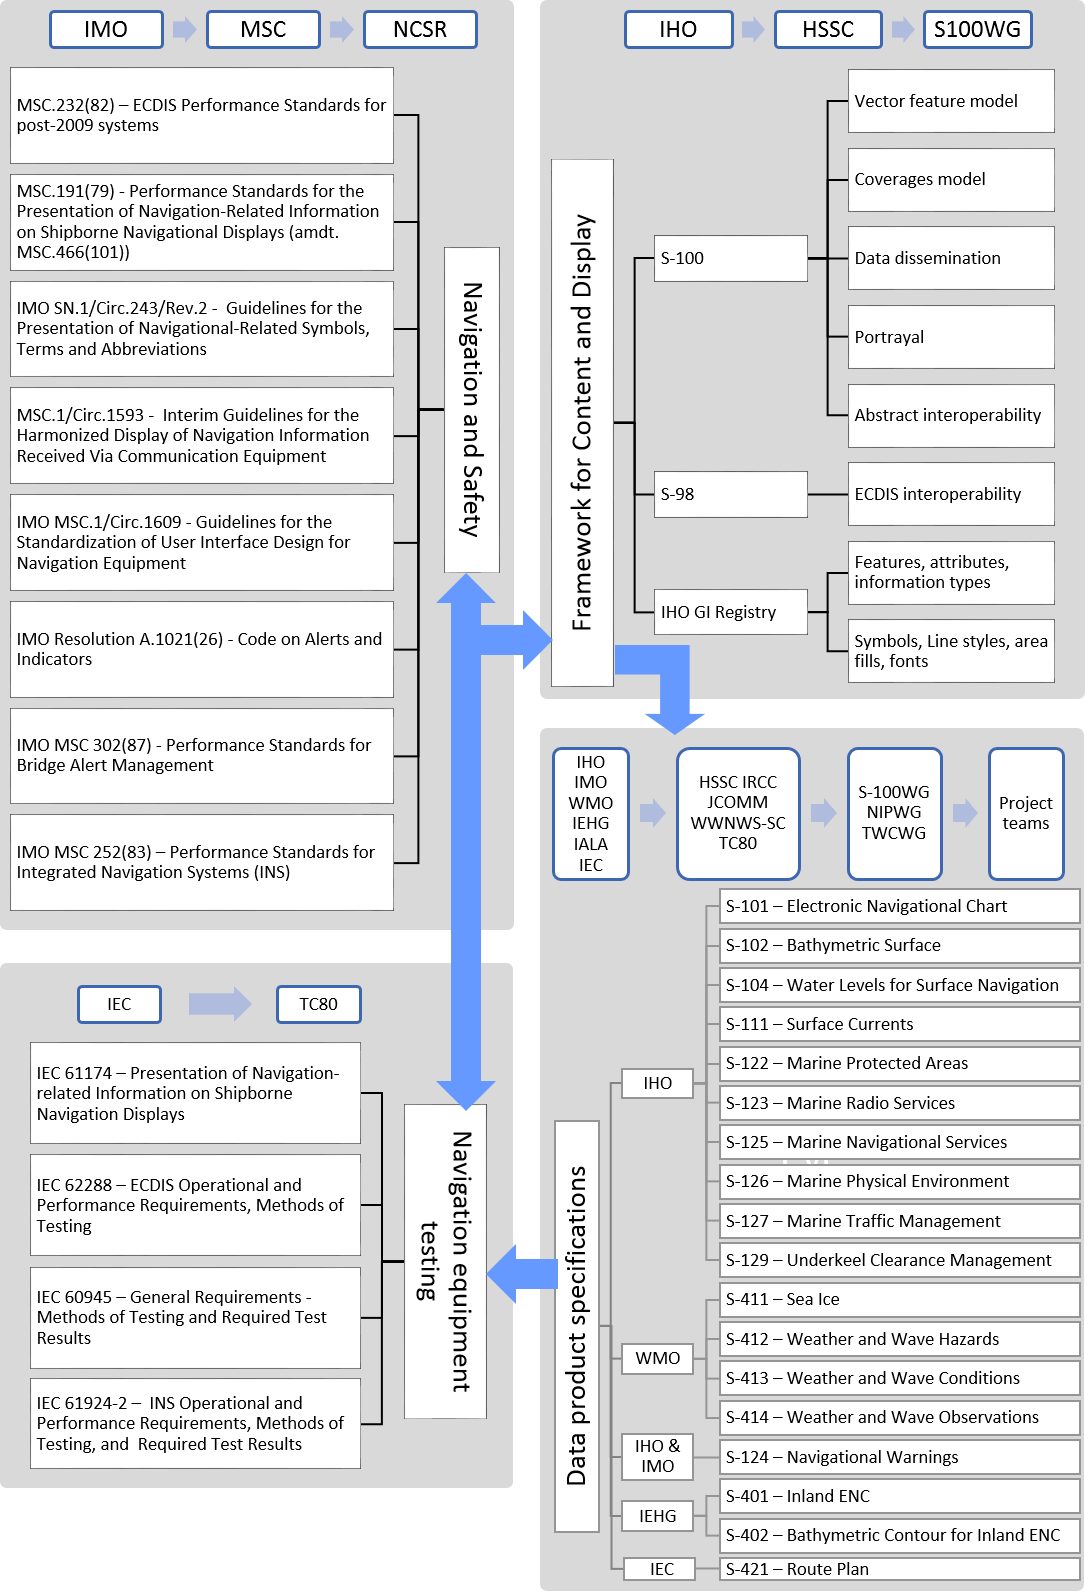 IMO
MSC
NCSR
MSC.232(82) – ECDIS Performance Standards for
post-2009 systems
MSC.191(79) - Performance Standards for the
Presentation of Navigation-Related Information
on Shipborne Navigational Displays (amdt.
MSC.466(101))
IMO SN.1/Circ.243/Rev.2 - Guidelines for the
Presentation of Navigational-Related Symbols,
Terms and Abbreviations
MSC.1/Circ.1593 - Interim Guidelines for the
Harmonized Display of Navigation Information
Received Via Communication Equipment
IMO MSC.1/Circ.1609 - Guidelines for the
Standardization of User Interface Design for
Navigation Equipment
IMO Resolution A.1021(26) - Code on Alerts and
Indicators
IMO MSC 302(87) - Performance Standards for
Bridge Alert Management
IMO MSC 252(83) – Performance Standards for
Integrated Navigation Systems (INS)
Navigation and Safety
IHO
HSSC
S100WG
Framework for Content and Display
S-100
Vector feature model
Coverages model
Data dissemination
Portrayal
Abstract interoperability
S-98
ECDIS interoperability
IHO GI Registry
Features, attributes,
information types
Symbols, Line styles, area
fills, fonts
IEC
TC80
IEC 61174 – Presentation of Navigation-
related Information on Shipborne
Navigation Displays
IEC 62288 – ECDIS Operational and
Performance Requirements, Methods of
Testing
IEC 60945 – General Requirements -
Methods of Testing and Required Test
Results
IEC 61924-2 – INS Operational and
Performance Requirements, Methods of
Testing, and Required Test Results
Navigation equipment
testing
IHO
IMO
WMO
IEHG
IALA
IEC
HSSC IRCC
JCOMM
WWNWS-SC
TC80
S-100WG
NIPWG
TWCWG
Project
teams
Data product specifications
IHO
S-101 – Electronic Navigational Chart
S-102 – Bathymetric Surface
S-104 – Water Levels for Surface Navigation
S-111 – Surface Currents
S-122 – Marine Protected Areas
S-123 – Marine Radio Services
S-125 – Marine Navigational Services
S-126 – Marine Physical Environment
S-127 – Marine Traffic Management
S-129 – Underkeel Clearance Management
WMO
S-411 – Sea Ice
S-412 – Weather and Wave Hazards
S-413 – Weather and Wave Conditions
S-414 – Weather and Wave Observations
IHO &
IMO
S-124 – Navigational Warnings
IEHG
S-401 – Inland ENC
S-402 – Bathymetric Contour for Inland ENC
IEC
S-421 – Route Plan